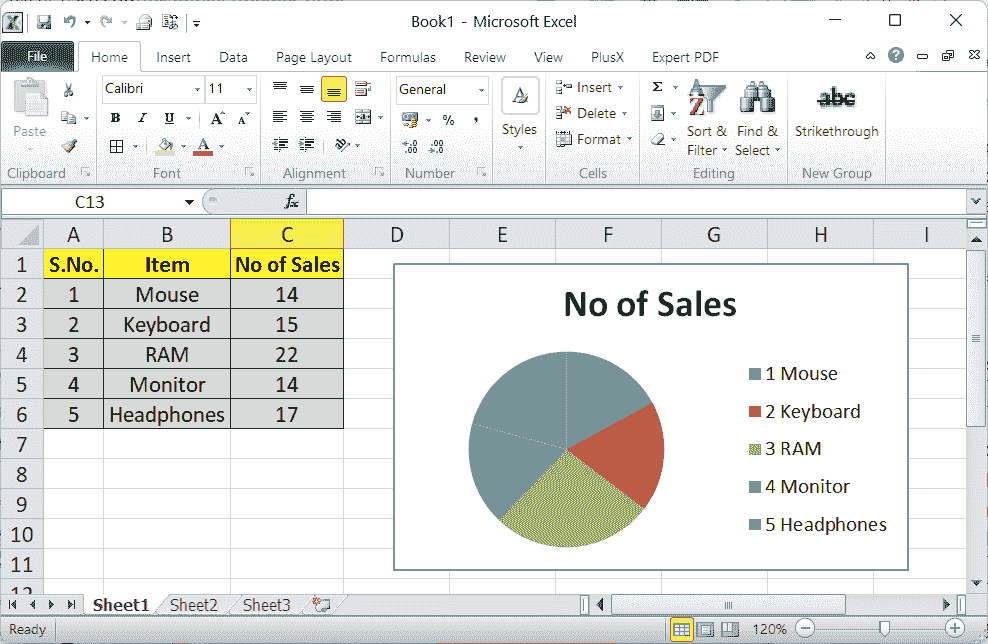 Book1 - Microsoft Excel
File Home Insert Data Page Layout Formulas Review View PlusX Expert PDF
Calibri 11 General Insert
Delete
Paste B I U A A % , Styles Format Sort & Filter Find & Select abc Strikethrough
Clipboard Font Alignment Number Cells Editing New Group
C13 fx
A B C D E F G H I
1 S.No. Item No of Sales
2 1 Mouse 14
3 2 Keyboard 15
4 3 RAM 22
5 4 Monitor 14
6 5 Headphones 17
7
8
9
10
11
12
No of Sales
1 Mouse
2 Keyboard
3 RAM
4 Monitor
5 Headphones
Sheet1 Sheet2 Sheet3
Ready 120%